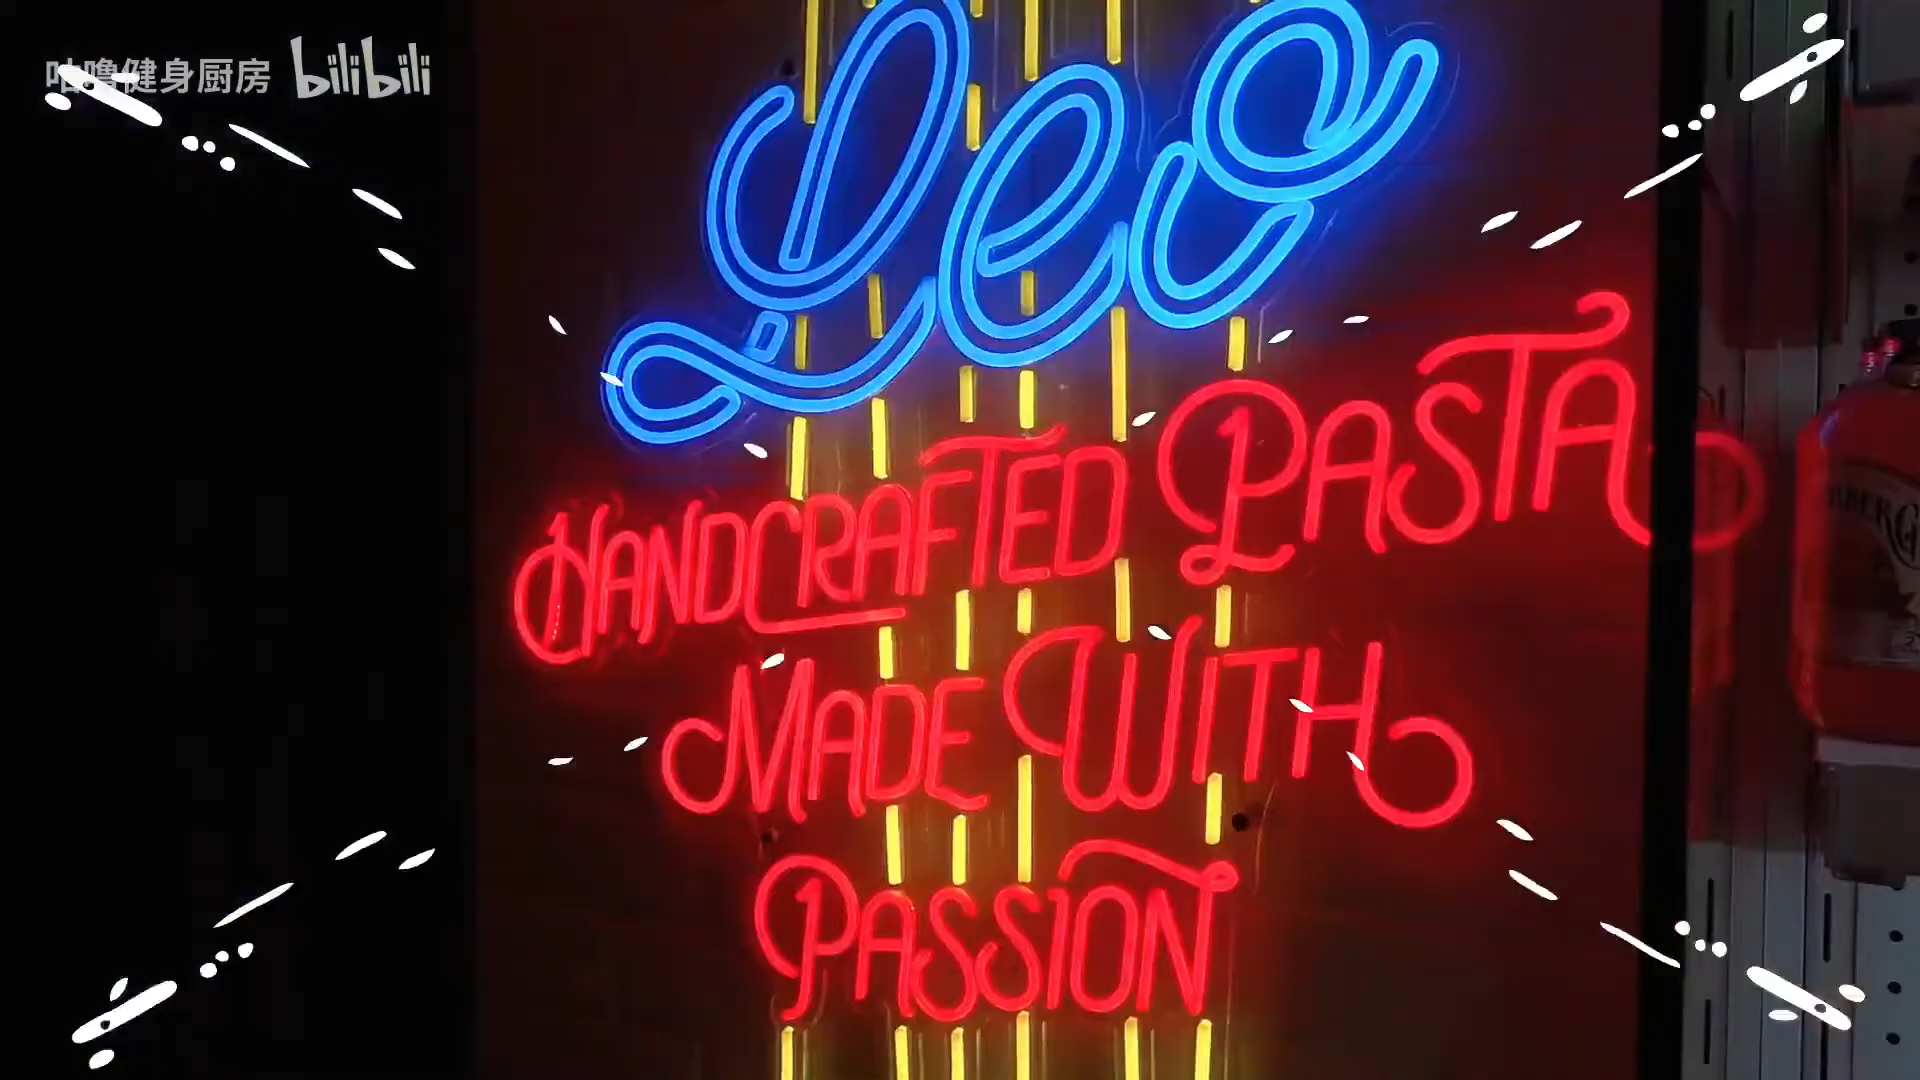 咕噜健身厨房 bilibili
Leo
HANDCRAFTED PASTA
MADE WITH
PASSION